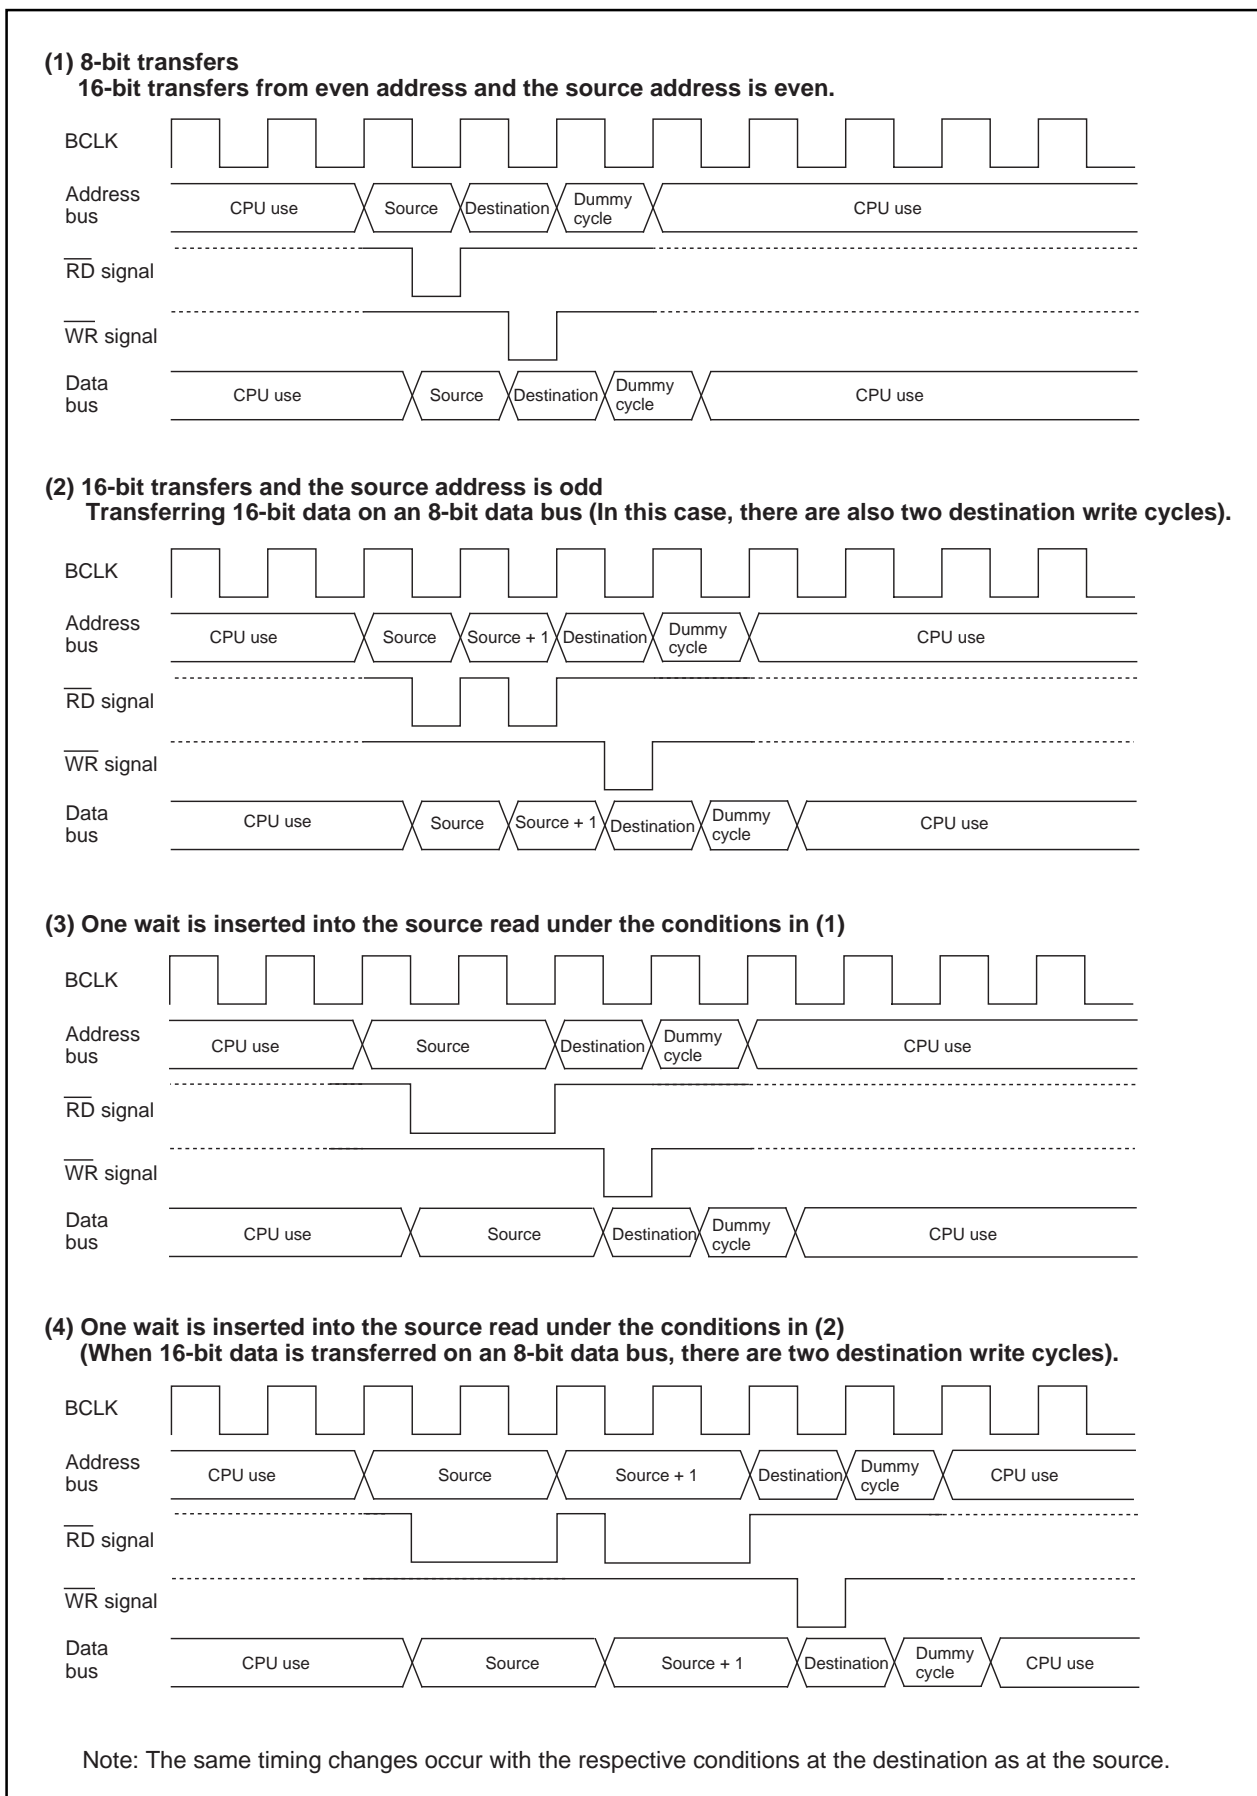 (1) 8-bit transfers
16-bit transfers from even address and the source address is even.
BCLK
Address
bus
CPU use
Source
Destination
Dummy
cycle
CPU use
RD signal
WR signal
Data
bus
CPU use
Source
Destination
Dummy
cycle
CPU use
(2) 16-bit transfers and the source address is odd
Transferring 16-bit data on an 8-bit data bus (In this case, there are also two destination write cycles).
BCLK
Address
bus
CPU use
Source
Source + 1
Destination
Dummy
cycle
CPU use
RD signal
WR signal
Data
bus
CPU use
Source
Source + 1
Destination
Dummy
cycle
CPU use
(3) One wait is inserted into the source read under the conditions in (1)
BCLK
Address
bus
CPU use
Source
Destination
Dummy
cycle
CPU use
RD signal
WR signal
Data
bus
CPU use
Source
Destination
Dummy
cycle
CPU use
(4) One wait is inserted into the source read under the conditions in (2)
(When 16-bit data is transferred on an 8-bit data bus, there are two destination write cycles).
BCLK
Address
bus
CPU use
Source
Source + 1
Destination
Dummy
cycle
CPU use
RD signal
WR signal
Data
bus
CPU use
Source
Source + 1
Destination
Dummy
cycle
CPU use
Note: The same timing changes occur with the respective conditions at the destination as at the source.